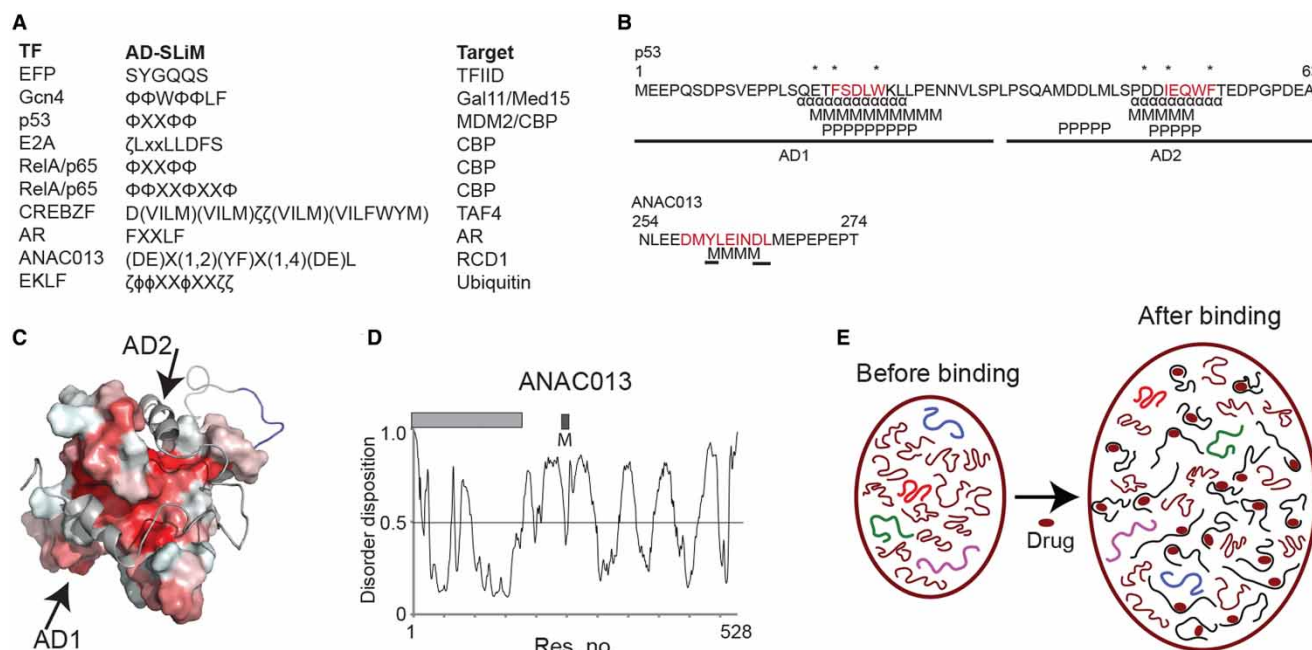 A
TF AD-SLiM Target
EFP SYGQQS TFIID
Gcn4 ΦΦWΦΦLF Gal11/Med15
p53 ΦXXΦΦ MDM2/CBP
E2A ζLxxLLDFS CBP
RelA/p65 ΦXXΦΦ CBP
RelA/p65 ΦΦXXΦXXΦ CBP
CREBZF D(VILM)(VILM)ζζ(VILM)(VILFWYM) TAF4
AR FXXLF AR
ANAC013 (DE)X(1,2)(YF)X(1,4)(DE)L RCD1
EKLF ζϕϕXXϕXXζζ Ubiquitin
B
p53
* * * * * *
1 6
MEEPQSDPSVEPPLSQETFSDLWKLLPENNVLSPLPSQAMDDLMLSPDDIEQWFTEDPGPDEA
αααααααααααα αααααααααα
MMMMMMMMMM MMMMM
PPPPPPPPP PPPPP PPPPP
AD1 AD2
ANAC013
254 274
NLEEDMYLEINDLMEPEPEPT
MMMM
C
AD2
AD1
D
ANAC013
M
1.0
0.5
0
Disorder disposition
1 528
Res. no
E
Before binding
After binding
Drug